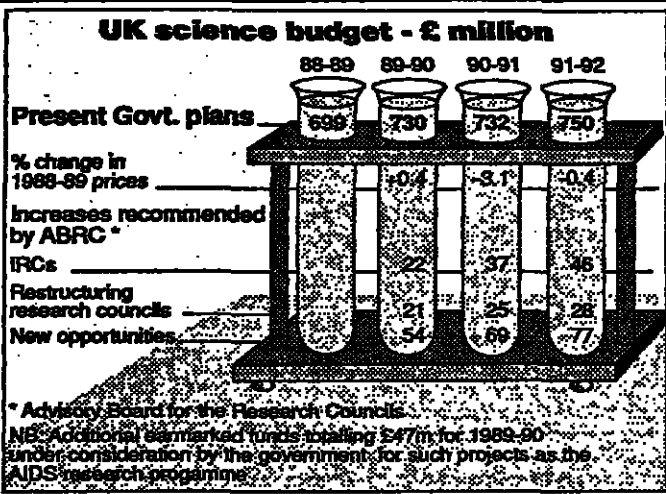 UK science budget - £ million
88-89 89-90 90-91 91-92
Present Govt. plans 699 730 732 750
% change in
1988-89 prices -0.4 -3.1 -0.4
Increases recommended
by ABRC *
IRCs 22 37 46
Restructuring
research councils 21 25 28
New opportunities 54 69 77
* Advisory Board for the Research Councils
NB: Additional earmarked funds totalling £47m for 1989-90
under consideration by the government for such projects as the
AIDS research progamme